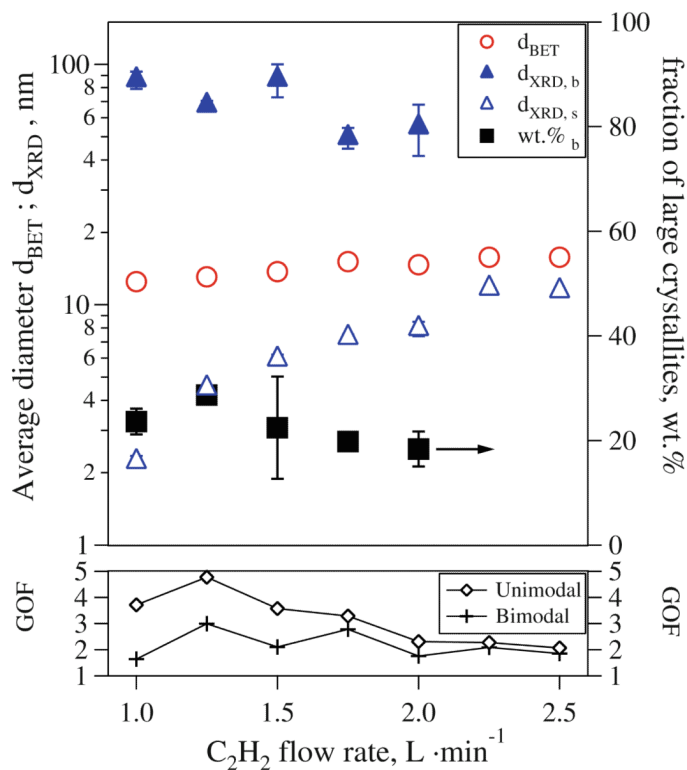 Average diameter d_BET ; d_XRD , nm
100
8
6
4
2
10
8
6
4
2
1
d_BET
d_XRD, b
d_XRD, s
wt.% _b
100
80
60
40
20
0
fraction of large crystallites, wt.%
GOF
5
4
3
2
1
Unimodal
Bimodal
5
4
3
2
1
GOF
1.0 1.5 2.0 2.5
C₂H₂ flow rate, L ·min⁻¹